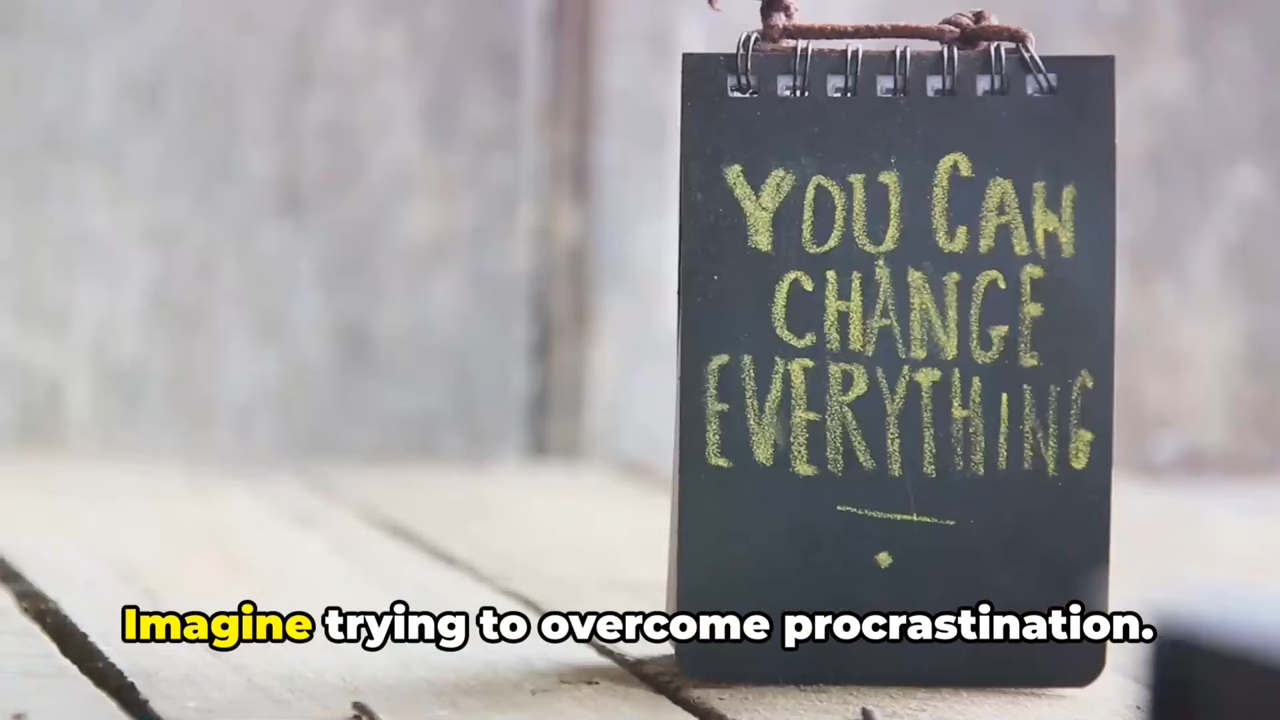 YOU CAN
CHANGE
EVERYTHING
Imagine trying to overcome procrastination.